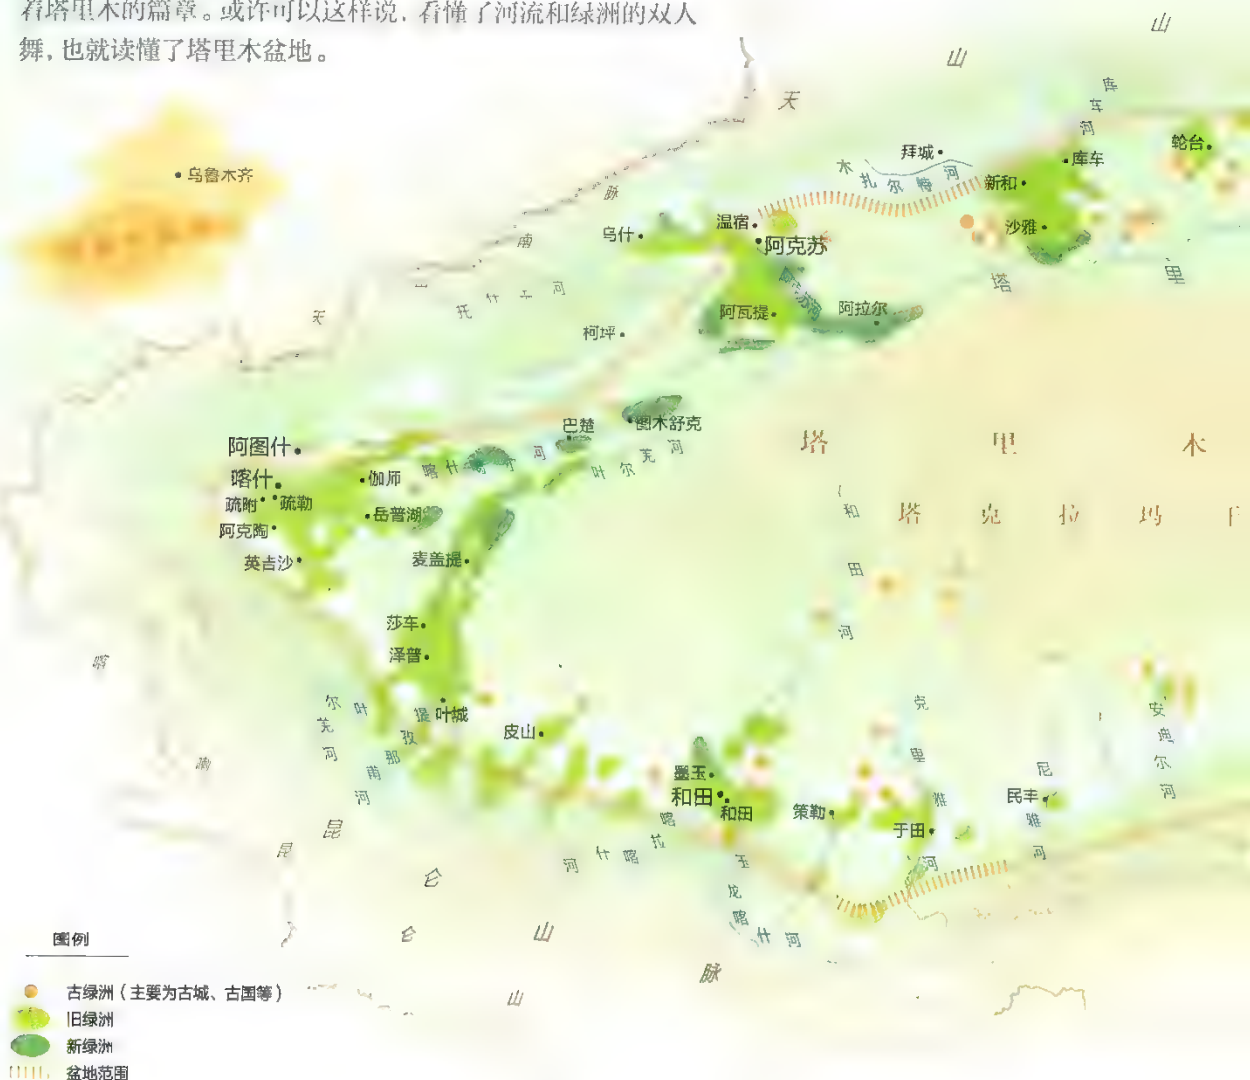 着塔里木的篇章。或许可以这样说，看懂了河流和绿洲的双人
舞，也就读懂了塔里木盆地。
山
山
天
库车河
轮台
拜城
库车
乌鲁木齐
木扎尔特河
新和
脉
温宿
沙雅
乌什
阿克苏
南
塔
里
托什干河
天
阿瓦提
阿拉尔
柯坪
图木舒克
巴楚
阿图什
塔 里 木
叶尔羌河
喀什
伽师
疏附
疏勒
岳普湖
和田河
塔 克 拉 玛
阿克陶
英吉沙
麦盖提
莎车
泽普
喀
叶尔羌河
提孜那甫河
叶城
皮山
克里雅河
安迪尔河
喇
墨玉
和田
和田
策勒
尼雅河
民丰
于田
昆
昆
喀拉喀什河
玉龙喀什河
仑
仑
山
脉
山
图例
古绿洲（主要为古城、古国等）
旧绿洲
新绿洲
盆地范围